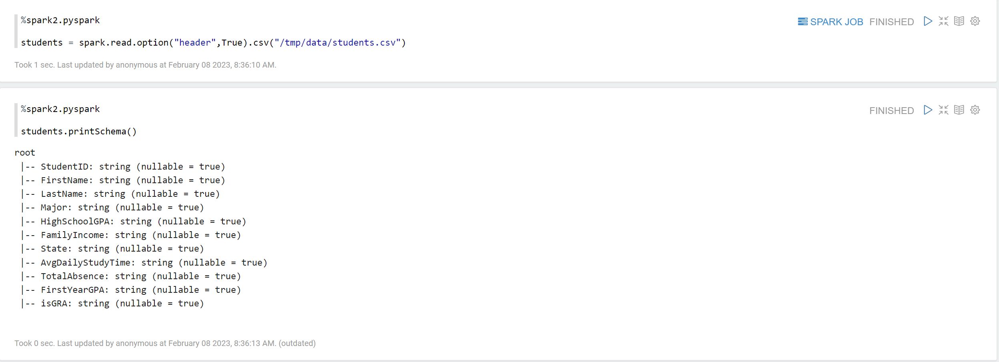 %spark2.pyspark
SPARK JOB FINISHED
students = spark.read.option("header",True).csv("/tmp/data/students.csv")
Took 1 sec. Last updated by anonymous at February 08 2023, 8:36:10 AM.
%spark2.pyspark
FINISHED
students.printSchema()
root
 |-- StudentID: string (nullable = true)
 |-- FirstName: string (nullable = true)
 |-- LastName: string (nullable = true)
 |-- Major: string (nullable = true)
 |-- HighSchoolGPA: string (nullable = true)
 |-- FamilyIncome: string (nullable = true)
 |-- State: string (nullable = true)
 |-- AvgDailyStudyTime: string (nullable = true)
 |-- TotalAbsence: string (nullable = true)
 |-- FirstYearGPA: string (nullable = true)
 |-- isGRA: string (nullable = true)
Took 0 sec. Last updated by anonymous at February 08 2023, 8:36:13 AM. (outdated)